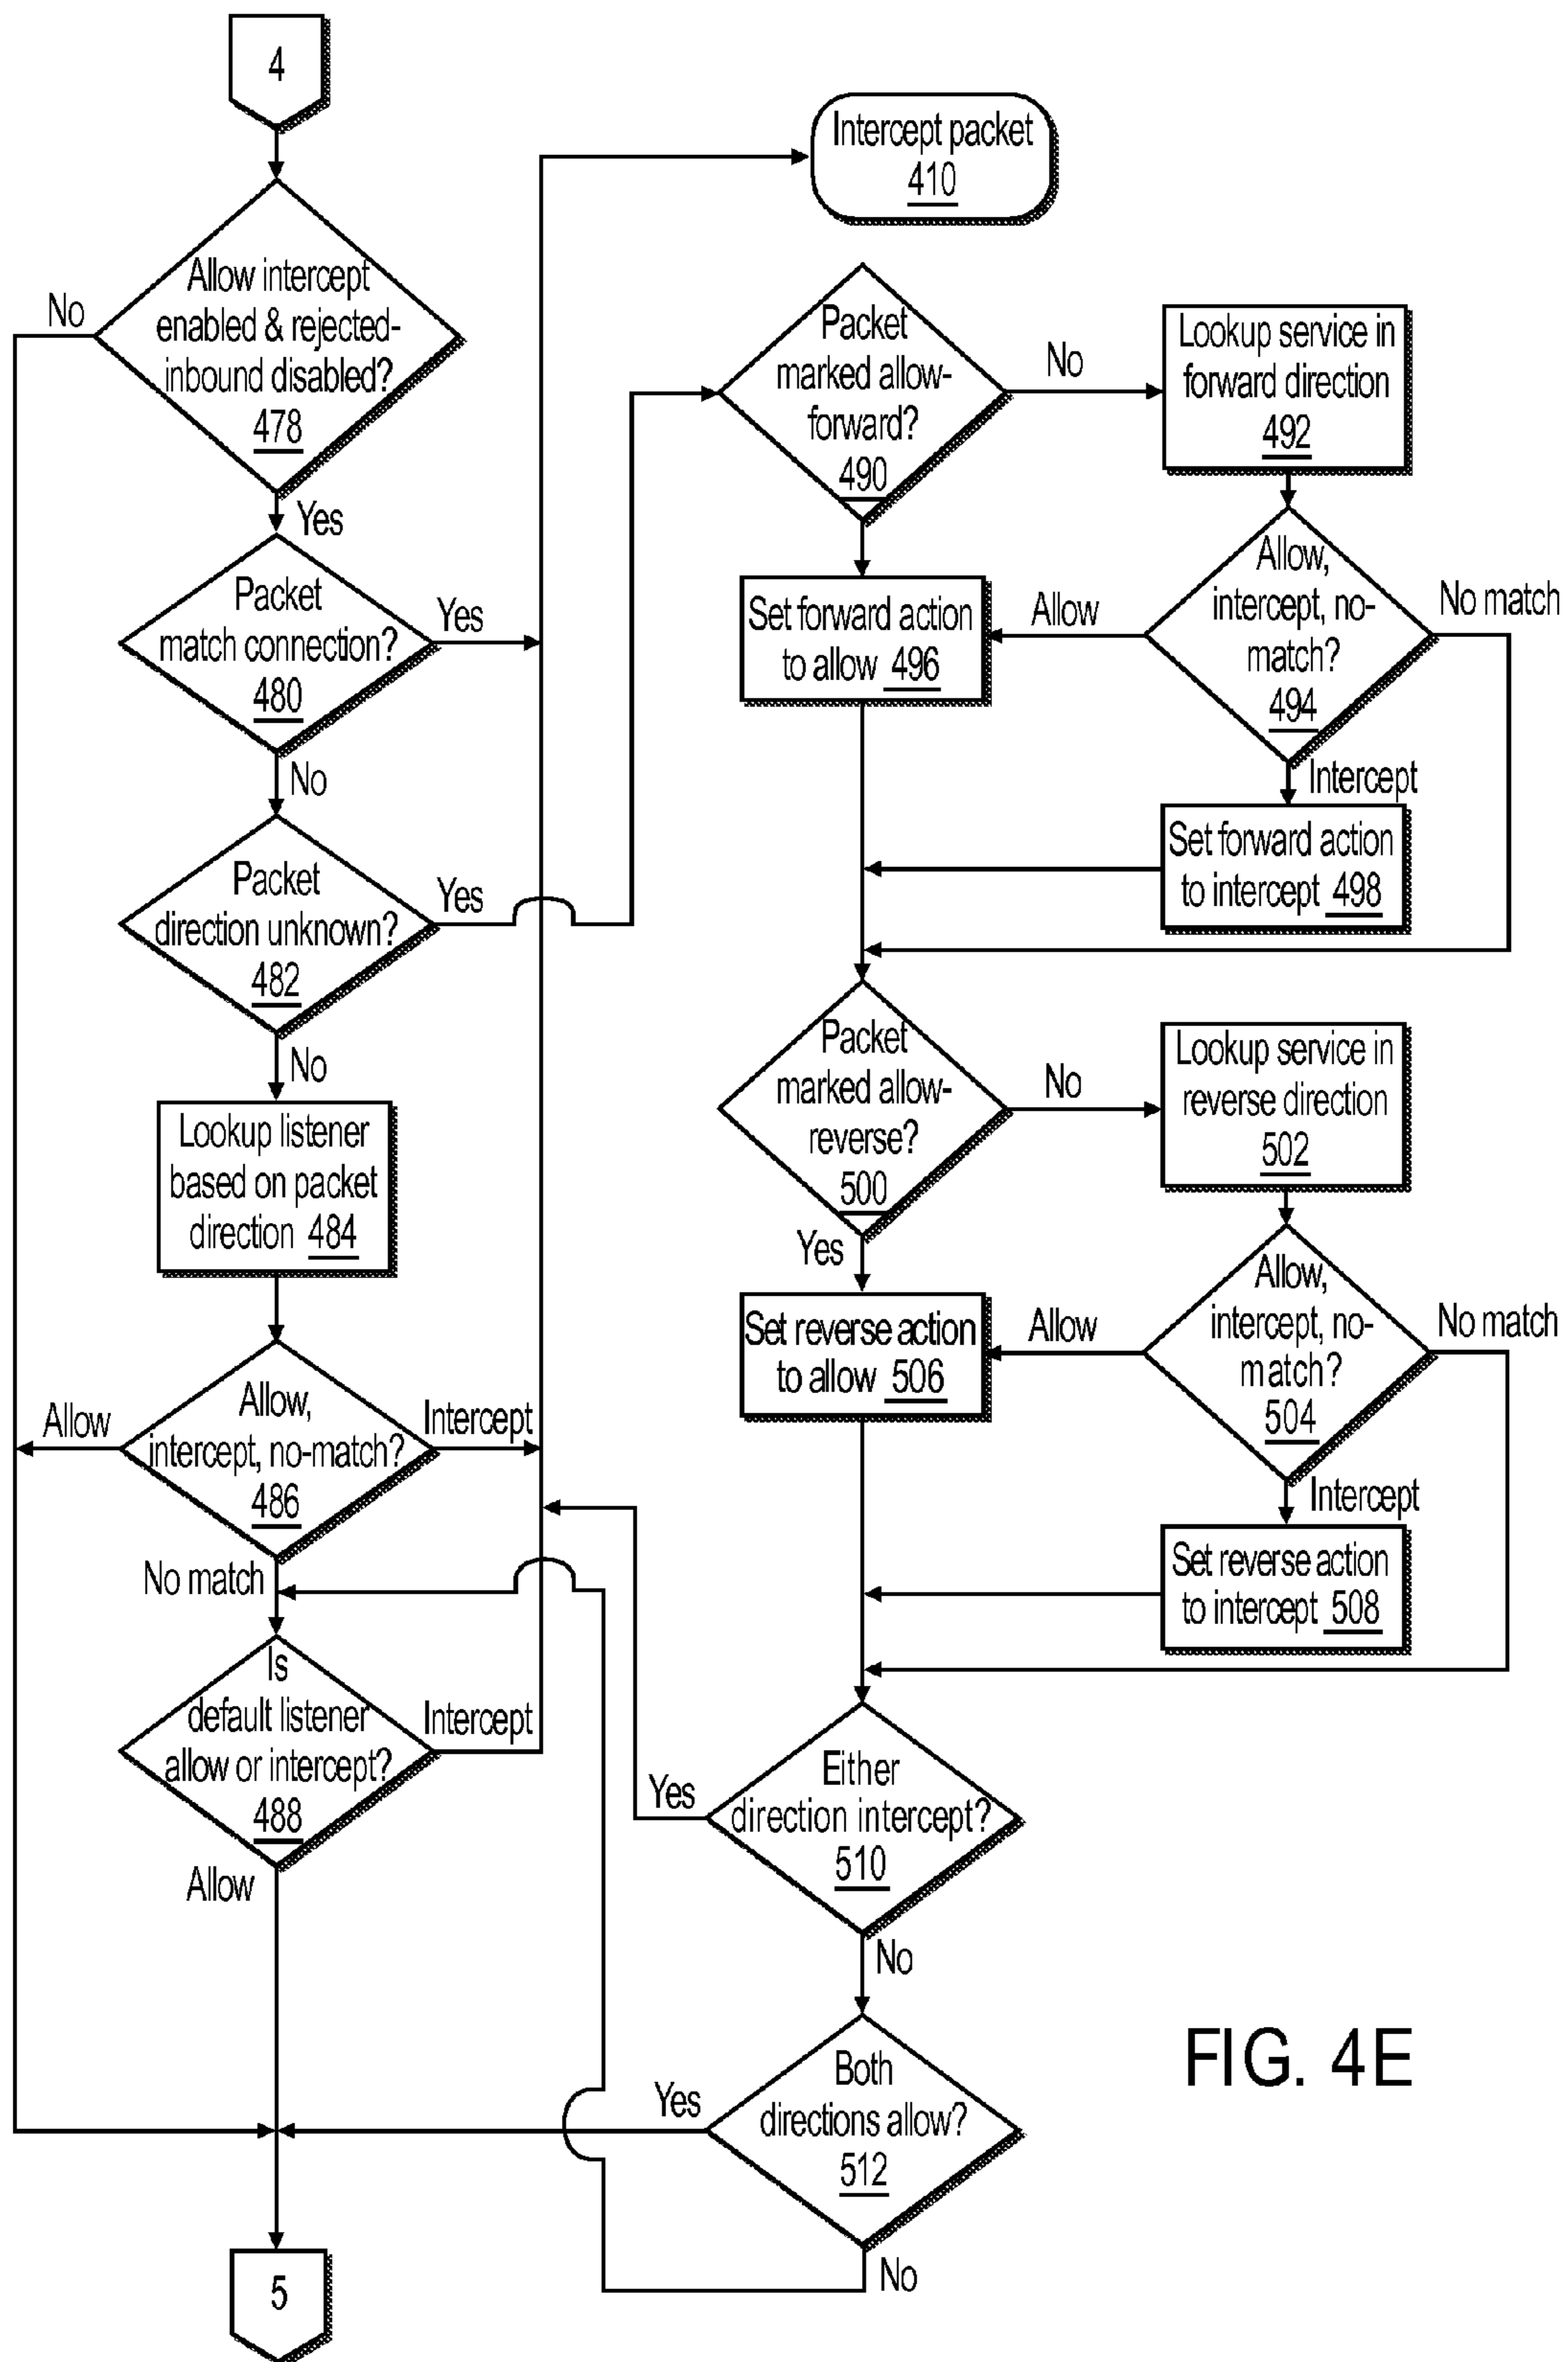 4
Allow intercept
enabled & rejected-
inbound disabled?
478
No
Yes
Packet
match connection?
480
Yes
No
Packet
direction unknown?
482
Yes
No
Lookup listener
based on packet
direction 484
Allow,
intercept, no-match?
486
Allow
Intercept
No match
Is
default listener
allow or intercept?
488
Intercept
Allow
5
Intercept packet
410
Packet
marked allow-
forward?
490
No
Lookup service in
forward direction
492
Allow,
intercept, no-
match?
494
Allow
No match
Intercept
Set forward action
to allow 496
Set forward action
to intercept 498
Packet
marked allow-
reverse?
500
No
Yes
Lookup service in
reverse direction
502
Allow,
intercept, no-
match?
504
Allow
No match
Intercept
Set reverse action
to allow 506
Set reverse action
to intercept 508
Either
direction intercept?
510
Yes
No
Both
directions allow?
512
Yes
No
FIG. 4E